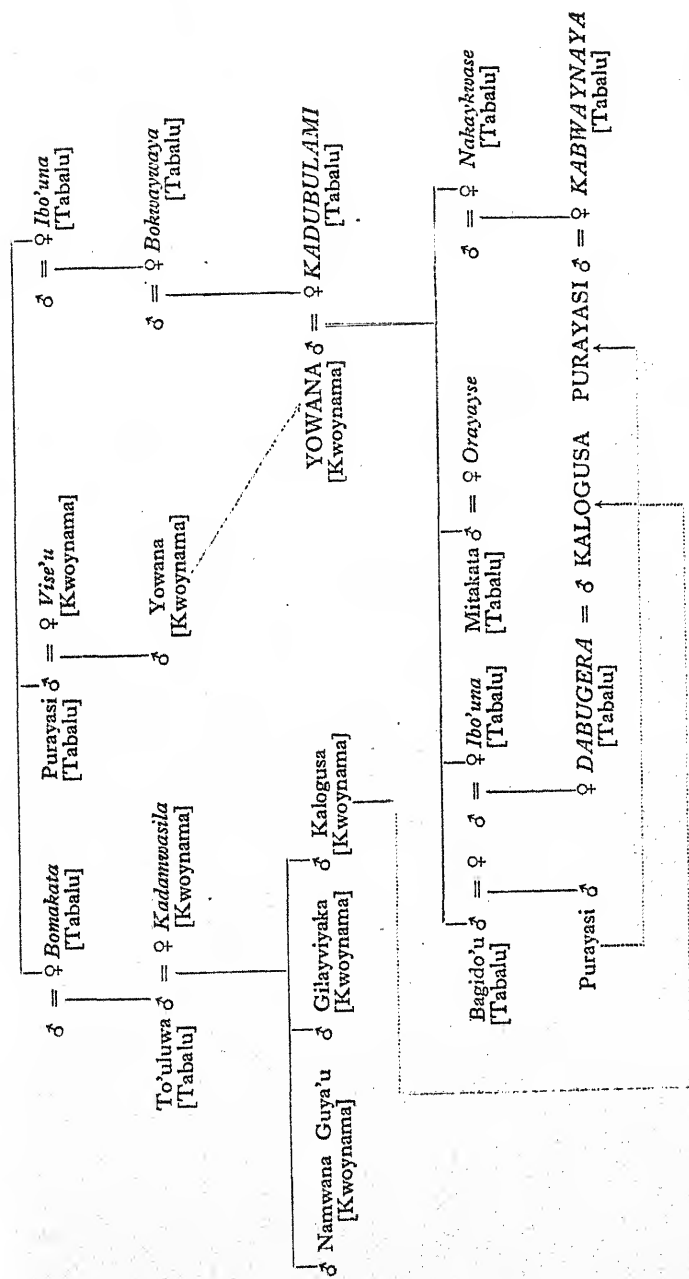 ♂ = ♀ Bomakata Purayasi ♂ = ♀ Vise'u ♂ = ♀ Ibo'una
[Tabalu] [Tabalu] [Kwoynama] [Tabalu]
To'uluwa ♂ = ♀ Kadamwasila ♂ Yowana ♂ = ♀ Bokwaywaya
[Tabalu] [Kwoynama] [Kwoynama] [Tabalu]
♂ Namwana Guya'u ♂ Gilayviyaka ♂ Kalogusa YOWANA ♂ = ♀ KADUBULAMI
[Kwoynama] [Kwoynama] [Kwoynama] [Kwoynama] [Tabalu]
Bagido'u ♂ = ♀ ♂ = ♀ Ibo'una Mitakata ♂ = ♀ Orayayse ♂ = ♀ Nakaykwase
[Tabalu] [Tabalu] [Tabalu] [Tabalu]
Purayasi ♂ ♀ DABUGERA = ♂ KALOGUSA PURAYASI ♂ = ♀ KABWAYNAYA
[Tabalu] [Tabalu]